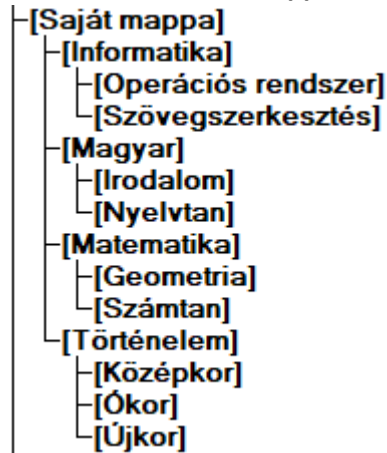 [Saját mappa]
[Informatika]
[Operációs rendszer]
[Szövegszerkesztés]
[Magyar]
[Irodalom]
[Nyelvtan]
[Matematika]
[Geometria]
[Számtan]
[Történelem]
[Középkor]
[Ókor]
[Újkor]